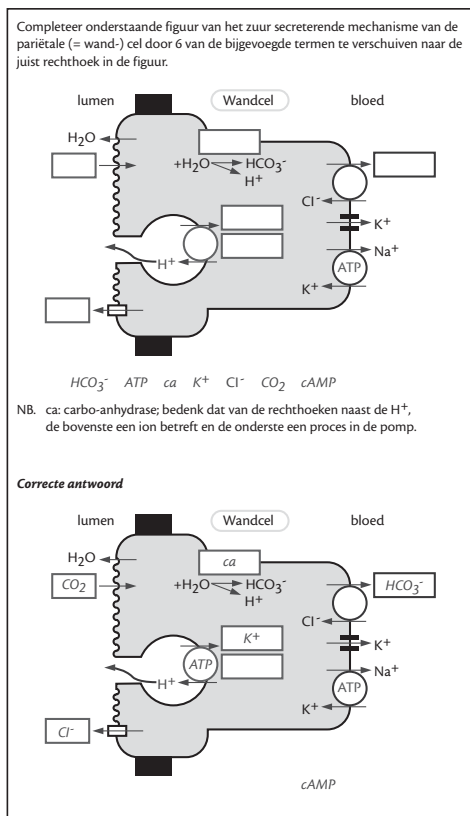 Completeer onderstaande figuur van het zuur secreterende mechanisme van de
pariëtale (= wand-) cel door 6 van de bijgevoegde termen te verschuiven naar de
juist rechthoek in de figuur.
lumen Wandcel bloed
H₂O
+H₂O HCO₃⁻
H⁺
Cl⁻
K⁺
H⁺
Na⁺
ATP
K⁺
HCO₃⁻ ATP ca K⁺ Cl⁻ CO₂ cAMP
NB. ca: carbo-anhydrase; bedenk dat van de rechthoeken naast de H⁺,
de bovenste een ion betreft en de onderste een proces in de pomp.
Correcte antwoord
lumen Wandcel bloed
H₂O
ca
CO₂
+H₂O HCO₃⁻
H⁺
HCO₃⁻
Cl⁻
K⁺
K⁺
ATP
H⁺
Na⁺
ATP
K⁺
Cl⁻
cAMP